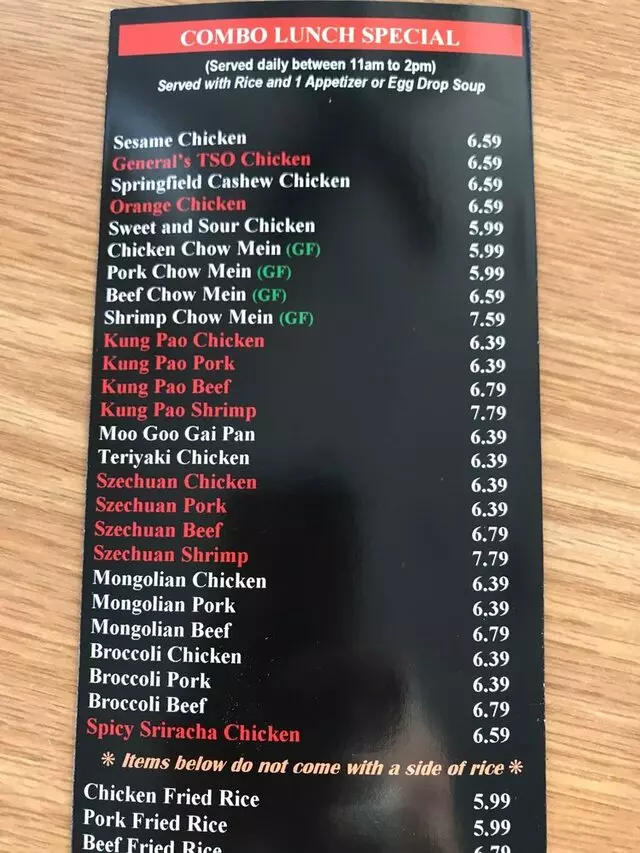 COMBO LUNCH SPECIAL
(Served daily between 11am to 2pm)
Served with Rice and 1 Appetizer or Egg Drop Soup
Sesame Chicken 6.59
General's TSO Chicken 6.59
Springfield Cashew Chicken 6.59
Orange Chicken 6.59
Sweet and Sour Chicken 5.99
Chicken Chow Mein (GF) 5.99
Pork Chow Mein (GF) 5.99
Beef Chow Mein (GF) 6.59
Shrimp Chow Mein (GF) 7.59
Kung Pao Chicken 6.39
Kung Pao Pork 6.39
Kung Pao Beef 6.79
Kung Pao Shrimp 7.79
Moo Goo Gai Pan 6.39
Teriyaki Chicken 6.39
Szechuan Chicken 6.39
Szechuan Pork 6.39
Szechuan Beef 6.79
Szechuan Shrimp 7.79
Mongolian Chicken 6.39
Mongolian Pork 6.39
Mongolian Beef 6.79
Broccoli Chicken 6.39
Broccoli Pork 6.39
Broccoli Beef 6.79
Spicy Sriracha Chicken 6.59
* Items below do not come with a side of rice *
Chicken Fried Rice 5.99
Pork Fried Rice 5.99
Beef Fried Rice 6.79